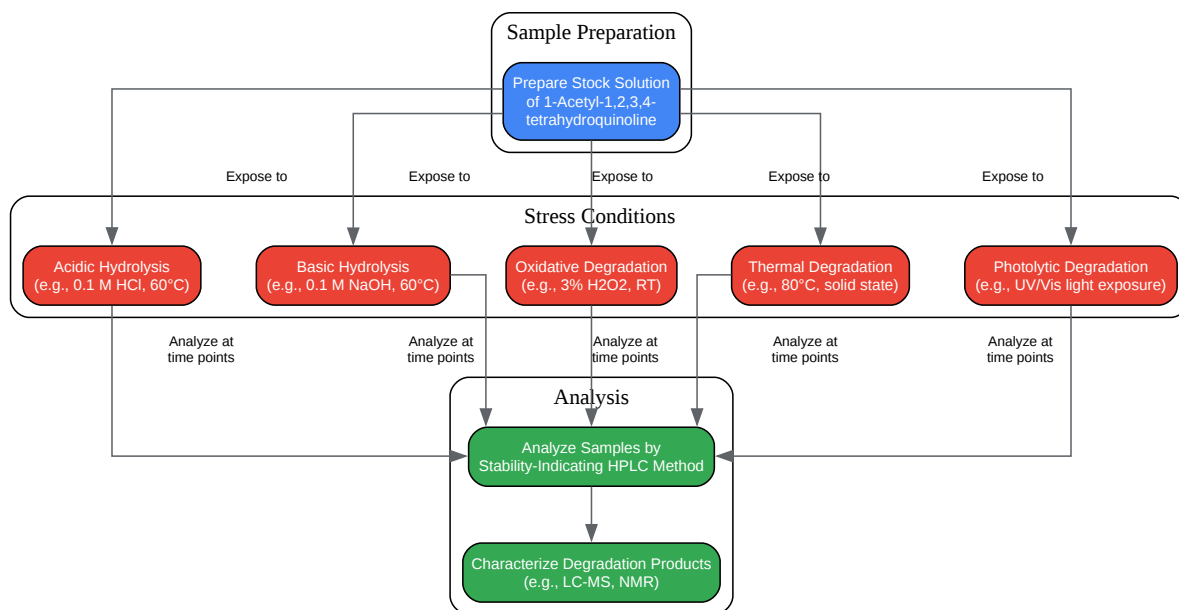 Sample Preparation
Prepare Stock Solution
of 1-Acetyl-1,2,3,4-
tetrahydroquinoline
Expose to
Expose to
Expose to
Expose to
Expose to
Stress Conditions
Acidic Hydrolysis
(e.g., 0.1 M HCl, 60°C)
Basic Hydrolysis
(e.g., 0.1 M NaOH, 60°C)
Oxidative Degradation
(e.g., 3% H2O2, RT)
Thermal Degradation
(e.g., 80°C, solid state)
Photolytic Degradation
(e.g., UV/Vis light exposure)
Analyze at
time points
Analyze at
time points
Analyze at
time points
Analyze at
time points
Analyze at
time points
Analysis
Analyze Samples by
Stability-Indicating HPLC Method
Characterize Degradation Products
(e.g., LC-MS, NMR)